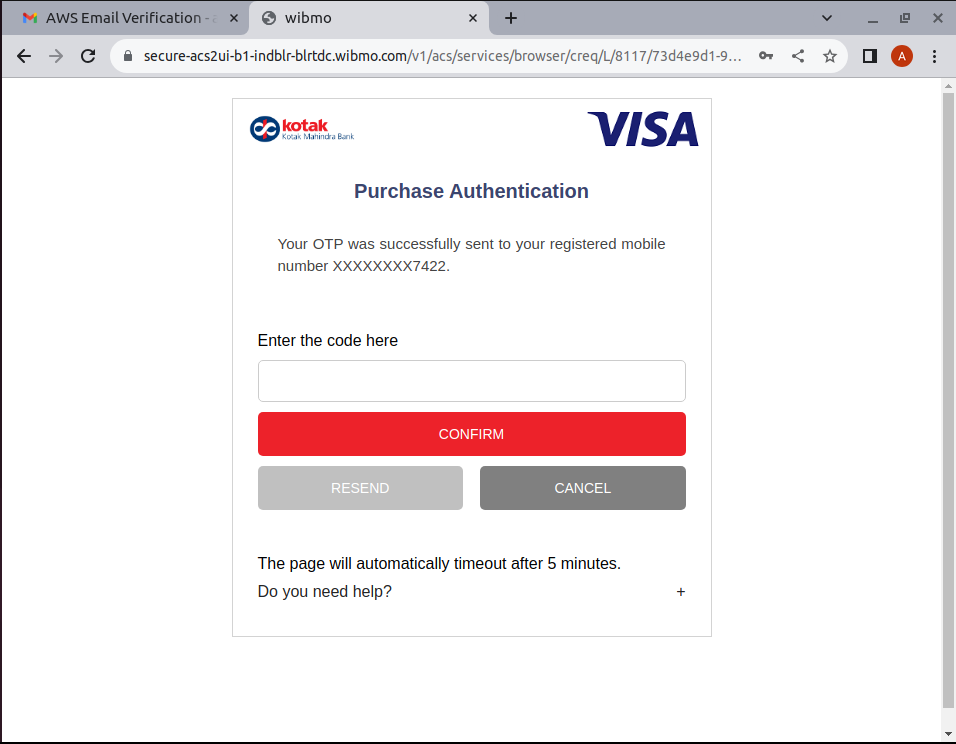 AWS Email Verification - a
wibmo
secure-acs2ui-b1-indblr-blrtdc.wibmo.com/v1/acs/services/browser/creq/L/8117/73d4e9d1-9...
A
kotak
Kotak Mahindra Bank
VISA
Purchase Authentication
Your OTP was successfully sent to your registered mobile
number XXXXXXXX7422.
Enter the code here
CONFIRM
RESEND
CANCEL
The page will automatically timeout after 5 minutes.
Do you need help?
+